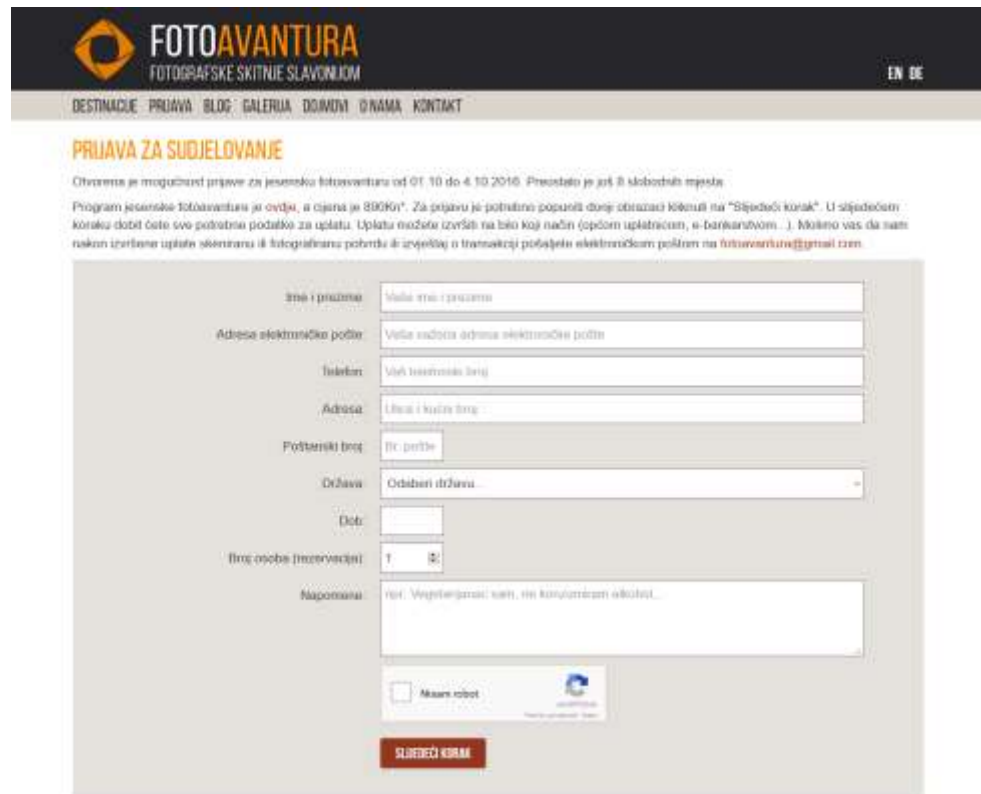 FOTOAVANTURA
FOTOGRAFSKE SKITNJE SLAVONIJOM
EN DE
DESTINACIJE PRIJAVA BLOG GALERIJA DOJMOVI O NAMA KONTAKT
PRIJAVA ZA SUDJELOVANJE
Otvorena je mogućnost prijave za jesensku fotoavanturu od 01.10 do 4.10.2016. Preostalo je još 8 slobodnih mjesta.
Program jesenske fotoavanture je ovdje, a cijena je 890Kn*. Za prijavu je potrebno popuniti donji obrazac i kliknuti na "Slijedeći korak". U slijedećem
koraku dobit ćete sve potrebne podatke za uplatu. Uplatu možete izvršiti na bilo koji način (općom uplatnicom, e-bankarstvom...). Molimo vas da nam
nakon izvršene uplate skeniranu ili fotografiranu potvrdu ili izvještaj o transakciji pošaljete elektroničkom poštom na fotoavantura@gmail.com
Ime i prezime: Vaše ime i prezime
Adresa elektroničke pošte: Vaša važeća adresa elektroničke pošte
Telefon: Vaš telefonski broj
Adresa: Ulica i kućni broj
Poštanski broj: Br. pošte
Država: Odaberi državu...
Dob:
Broj osoba (rezervacija): 1
Napomena: npr. Vegetarijanac sam, ne konzumiram alkohol...
Nisam robot
reCAPTCHA
SLIJEDEĆI KORAK